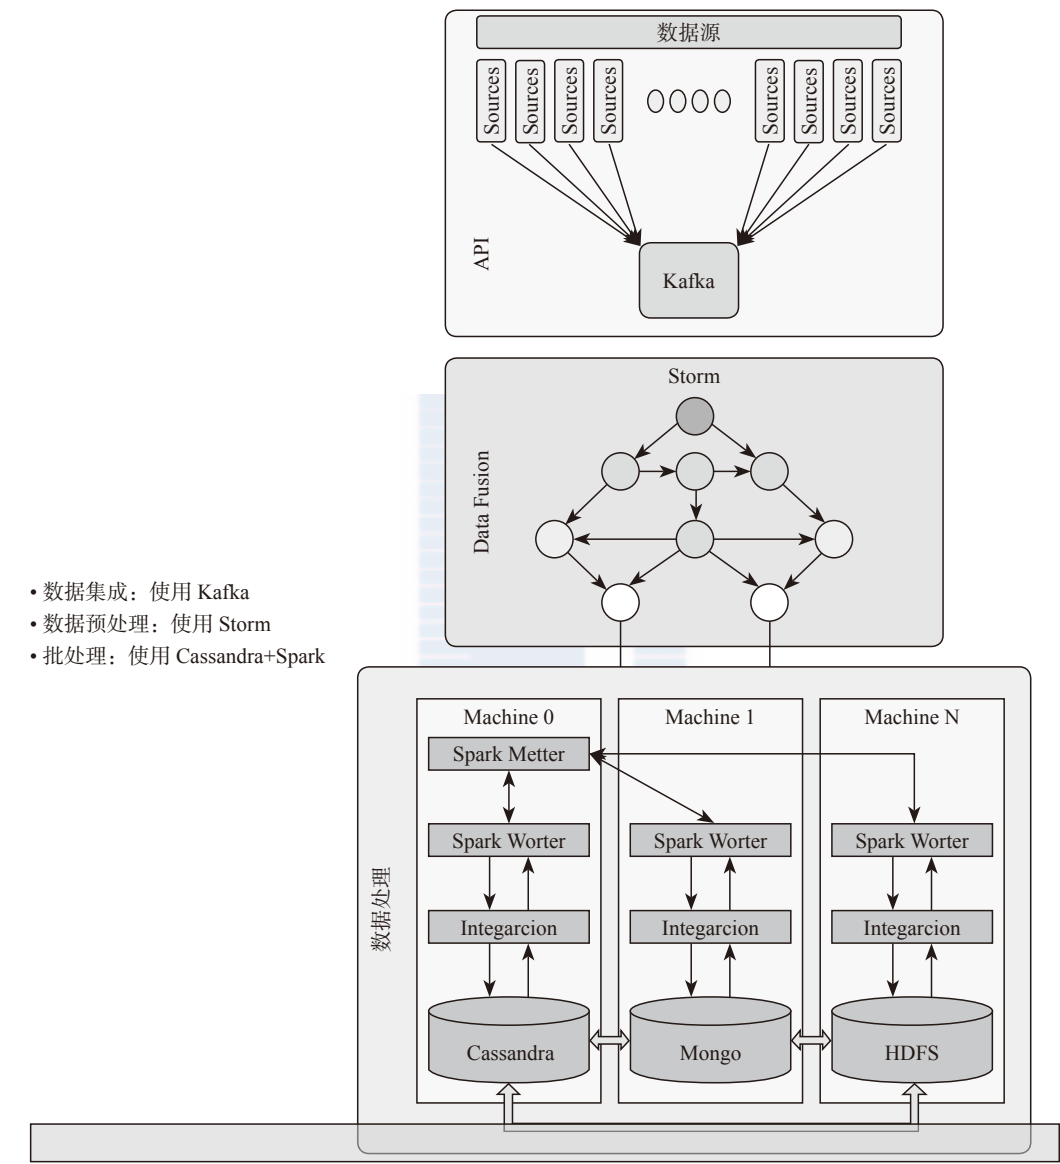 数据源
Sources
Sources
Sources
Sources
Sources
Sources
Sources
Sources
API
Kafka
Storm
Data Fusion
• 数据集成：使用 Kafka
• 数据预处理：使用 Storm
• 批处理：使用 Cassandra+Spark
数据处理
Machine 0
Machine 1
Machine N
Spark Metter
Spark Worter
Spark Worter
Spark Worter
Integarcion
Integarcion
Integarcion
Cassandra
Mongo
HDFS